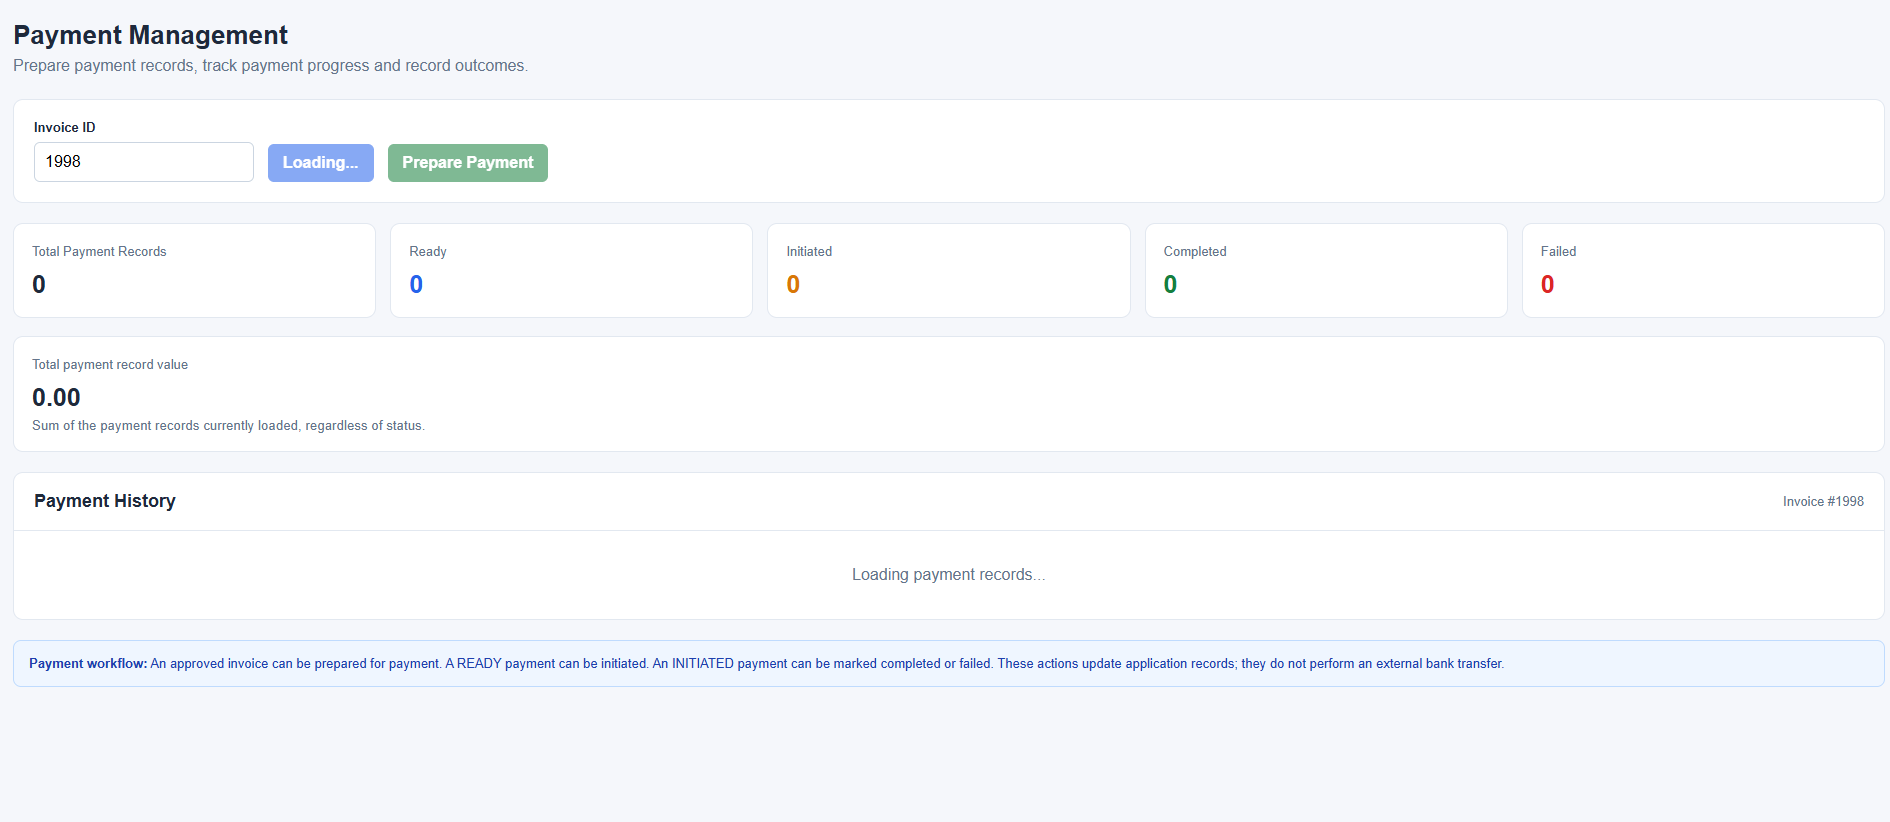 Payment Management
Prepare payment records, track payment progress and record outcomes.
Invoice ID
1998
Loading...
Prepare Payment
Total Payment Records
0
Ready
0
Initiated
0
Completed
0
Failed
0
Total payment record value
0.00
Sum of the payment records currently loaded, regardless of status.
Payment History
Invoice #1998
Loading payment records...
Payment workflow: An approved invoice can be prepared for payment. A READY payment can be initiated. An INITIATED payment can be marked completed or failed. These actions update application records; they do not perform an external bank transfer.